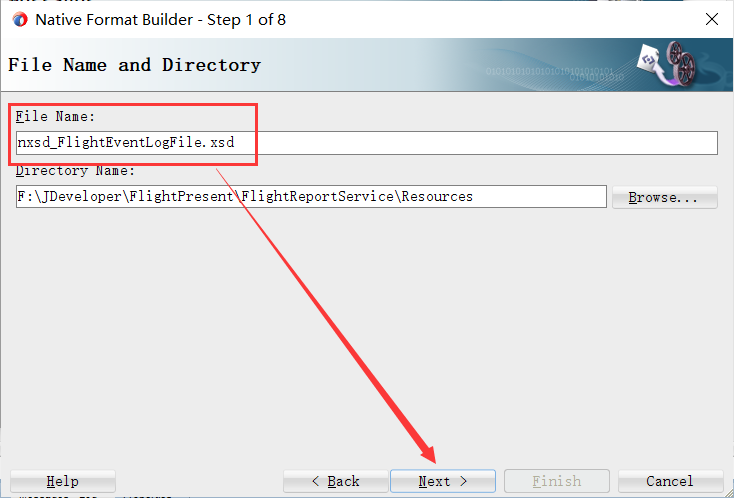 Native Format Builder - Step 1 of 8
File Name and Directory
File Name:
nxsd_FlightEventLogFile.xsd
Directory Name:
F:\JDeveloper\FlightPresent\FlightReportService\Resources
Browse...
Help
< Back
Next >
Finish
Cancel